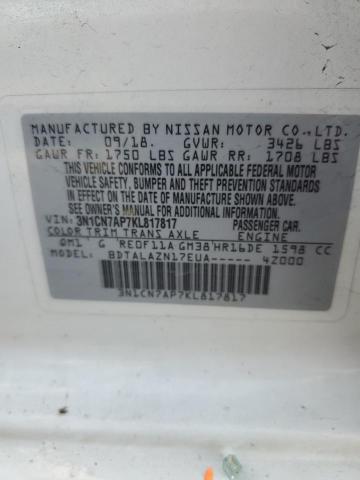 MANUFACTURED BY NISSAN MOTOR CO., LTD.
DATE: 09/18. GVWR: 3426 LBS
GAWR FR: 1750 LBS GAWR RR: 1708 LBS
THIS VEHICLE CONFORMS TO ALL APPLICABLE FEDERAL MOTOR
VEHICLE SAFETY, BUMPER AND THEFT PREVENTION STANDARDS
IN EFFECT ON THE DATE OF MANUFACTURE SHOWN ABOVE.
SEE OWNER'S MANUAL FOR ADDITIONAL INFORMATION.
VIN: 3N1CN7AP7KL817817 PASSENGER CAR.
COLOR TRIM TRANS AXLE ENGINE
QM1 G RE0F11A GM38 HR16DE 1598 CC
MODEL: BDTALAZN17EUA 4Z000
3N1CN7AP7KL817817